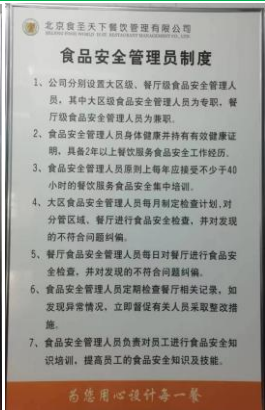 北京食圣天下餐饮管理有限公司
食品安全管理员制度
1、公司分别设置大区级、餐厅级食品安全管理人
员，其中大区级食品安全管理人员为专职，餐
厅级食品安全管理人员为兼职.
2、食品安全管理人员身体健康并持有有效健康证
明，具备2年以上餐饮服务食品安全工作经历.
3、食品安全管理人员原则上每年应接受不少于40
小时的餐饮服务食品安全集中培训.
4、大区食品安全管理人员每月制定检查计划,对
分管区域、餐厅进行食品安全检查，并对发现
的不符合问题纠偏。
5、餐厅食品安全管理人员每日对餐厅进行食品安
全检查，并对发现的不符合问题纠偏.
6、食品安全管理人员定期检查餐厅相关记录，如
发现异常情况，立即督促有关人员采取整改措
施.
7、食品安全管理人员负责对员工进行食品安全知
识培训，提高员工的食品安全知识及技能.
为您用心设计每一餐